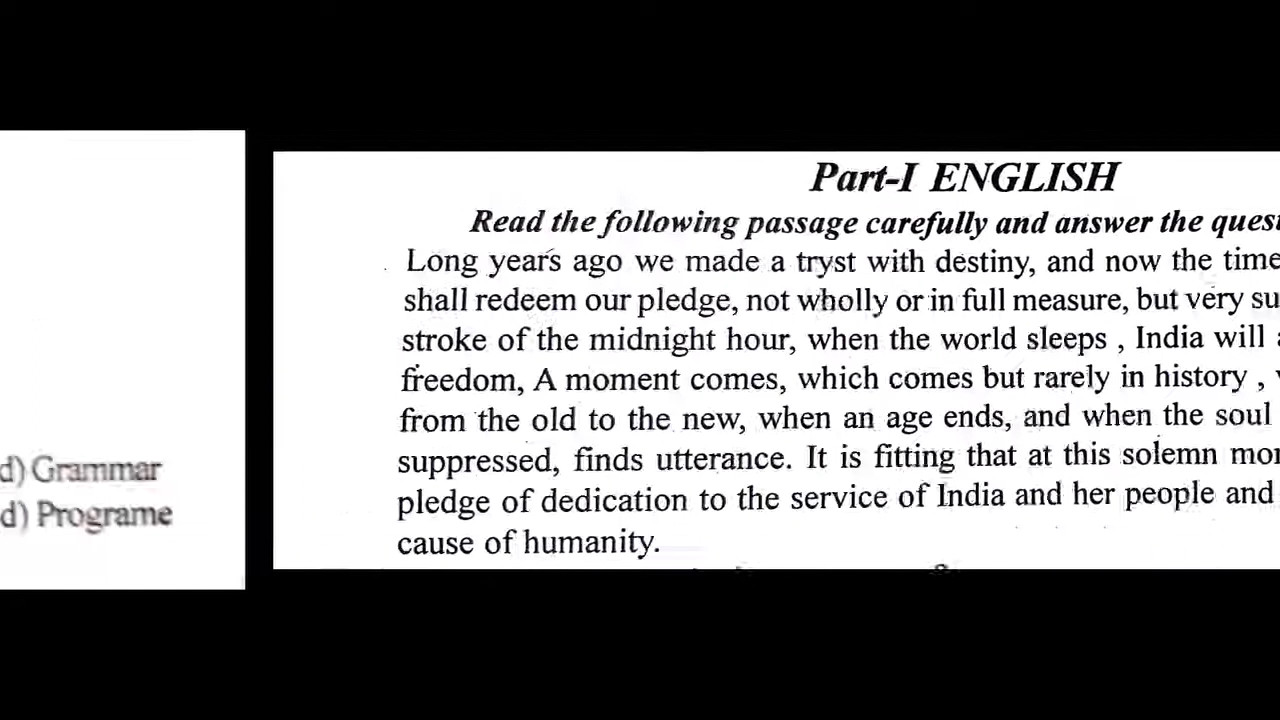 d) Grammar
d) Programe
Part-I ENGLISH
Read the following passage carefully and answer the
Long years ago we made a tryst with destiny, and now the time
shall redeem our pledge, not wholly or in full measure, but very
stroke of the midnight hour, when the world sleeps , India will
freedom, A moment comes, which comes but rarely in history ,
from the old to the new, when an age ends, and when the soul
suppressed, finds utterance. It is fitting that at this solemn
pledge of dedication to the service of India and her people and
cause of humanity.